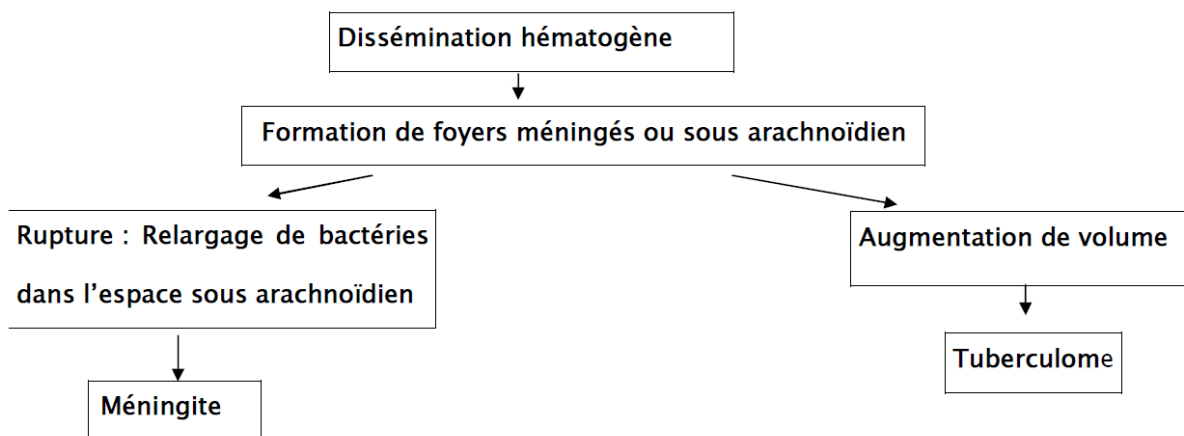 Dissémination hématogène
Formation de foyers méningés ou sous arachnoïdien
Rupture : Relargage de bactéries
dans l'espace sous arachnoïdien
Augmentation de volume
Tuberculome
Méningite